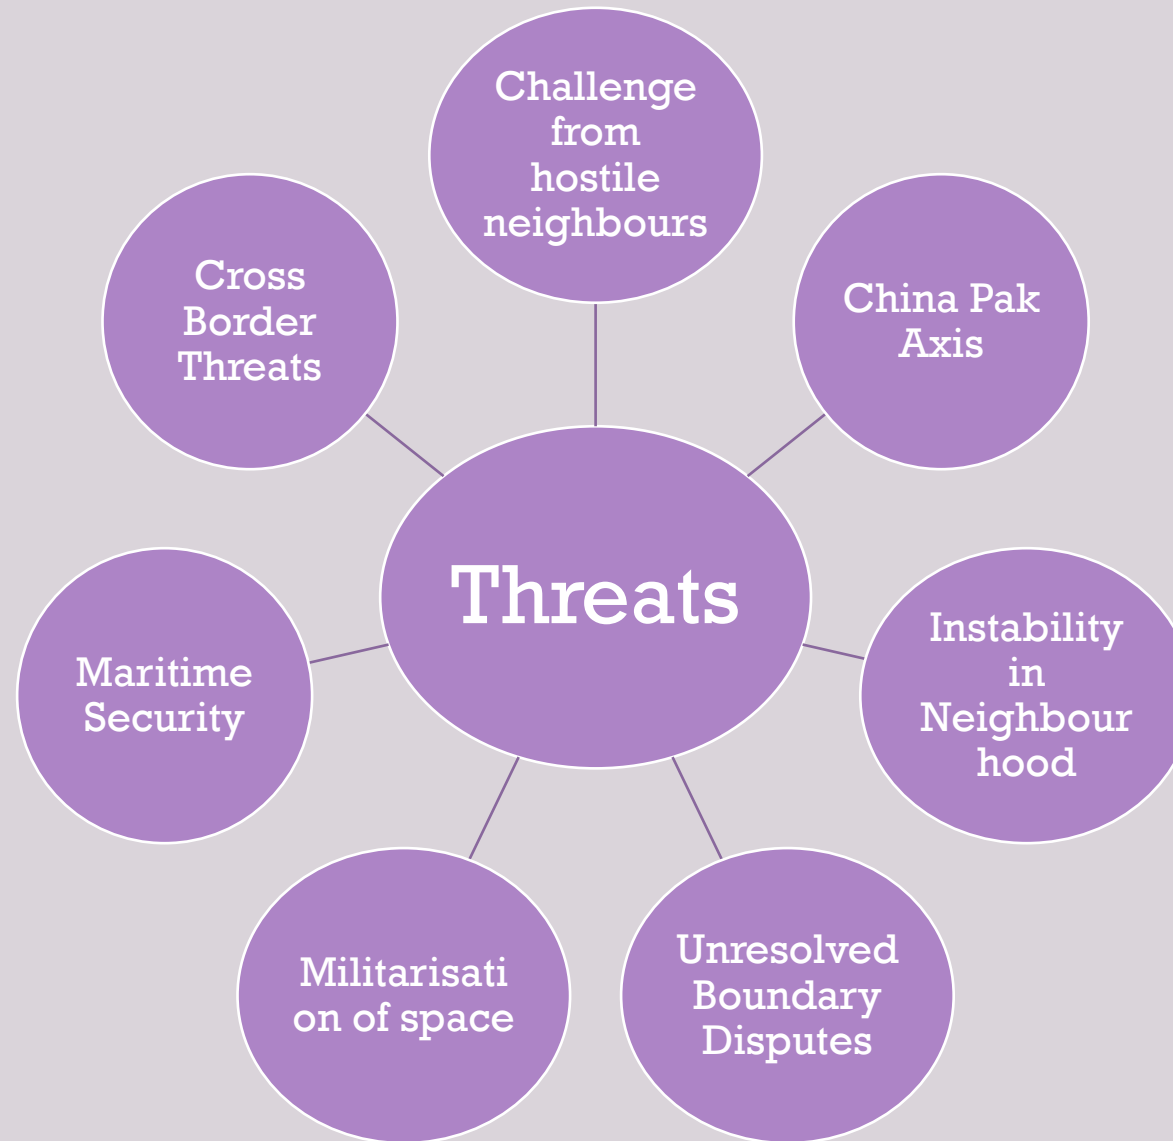 Challenge
from
hostile
neighbours
Cross
Border
Threats
China Pak
Axis
Threats
Maritime
Security
Instability
in
Neighbour
hood
Militarisati
on of space
Unresolved
Boundary
Disputes